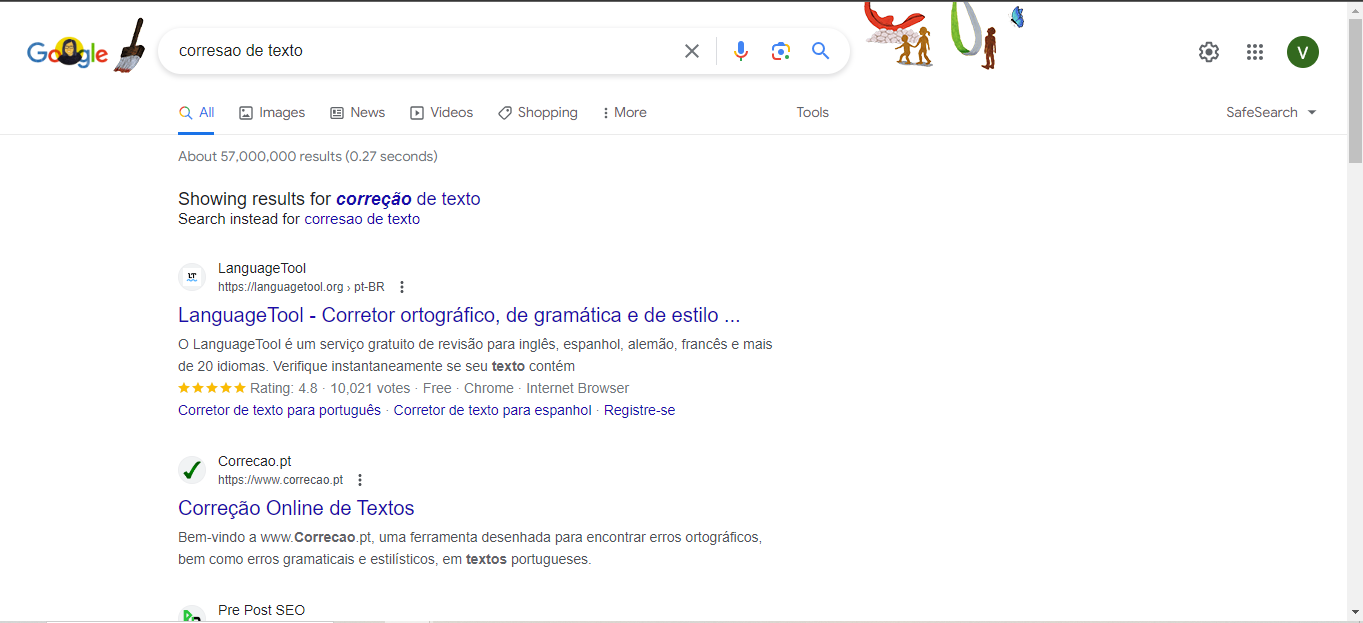 Google
corresao de texto
V
All Images News Videos Shopping More Tools SafeSearch
About 57,000,000 results (0.27 seconds)
Showing results for correção de texto
Search instead for corresao de texto
LT
LanguageTool
https://languagetool.org › pt-BR
LanguageTool - Corretor ortográfico, de gramática e de estilo ...
O LanguageTool é um serviço gratuito de revisão para inglês, espanhol, alemão, francês e mais
de 20 idiomas. Verifique instantaneamente se seu texto contém
Rating: 4.8 · 10,021 votes · Free · Chrome · Internet Browser
Corretor de texto para português · Corretor de texto para espanhol · Registre-se
Correcao.pt
https://www.correcao.pt
Correção Online de Textos
Bem-vindo a www.Correcao.pt, uma ferramenta desenhada para encontrar erros ortográficos,
bem como erros gramaticais e estilísticos, em textos portugueses.
Pre Post SEO